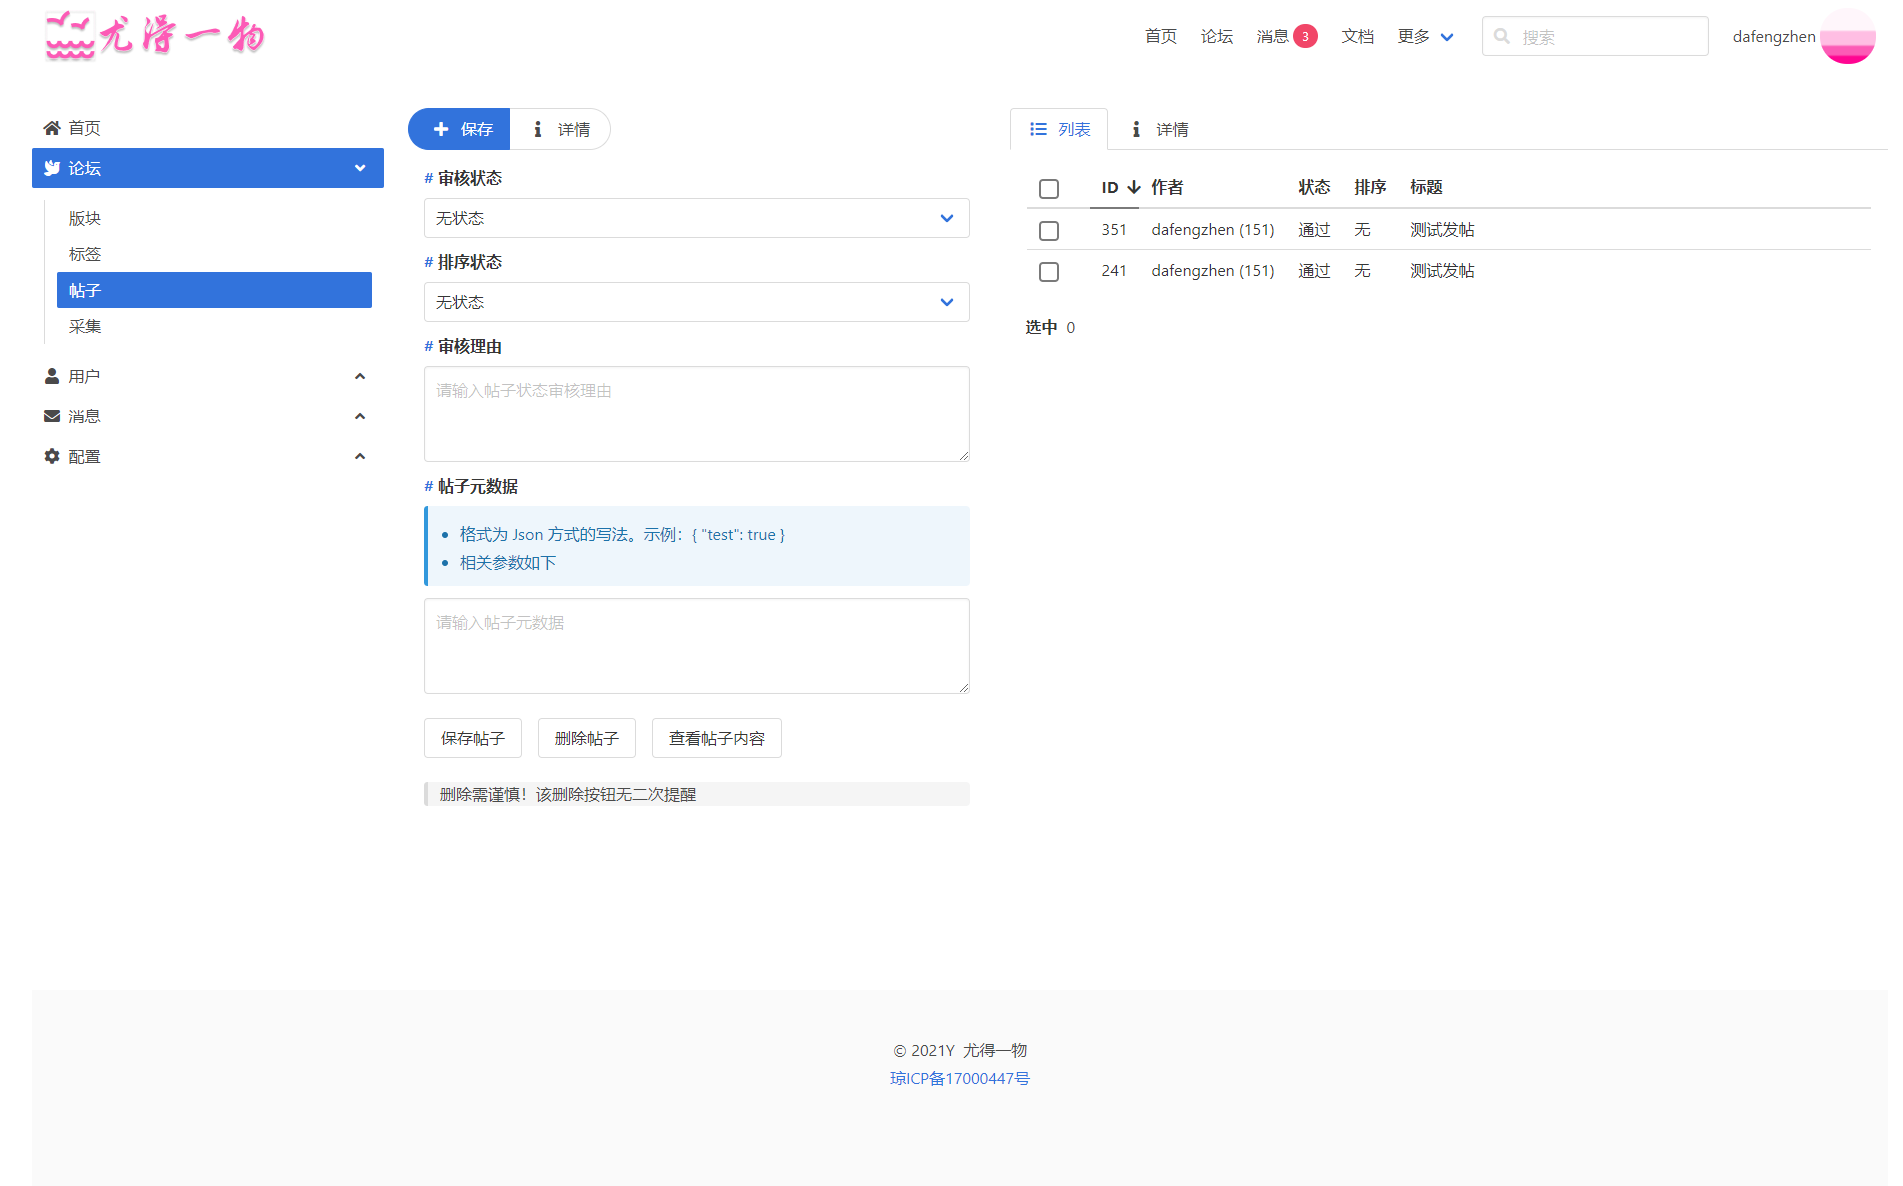 尤得一物
首页 论坛 消息 3 文档 更多 搜索 dafengzhen
首页
论坛
版块
标签
帖子
采集
用户
消息
配置
保存 详情
# 审核状态
无状态
# 排序状态
无状态
# 审核理由
请输入帖子状态审核理由
# 帖子元数据
格式为 Json 方式的写法。示例：{ "test": true }
相关参数如下
请输入帖子元数据
保存帖子 删除帖子 查看帖子内容
删除需谨慎！该删除按钮无二次提醒
列表 详情
ID 作者 状态 排序 标题
351 dafengzhen (151) 通过 无 测试发帖
241 dafengzhen (151) 通过 无 测试发帖
选中 0
© 2021Y 尤得一物
琼ICP备17000447号